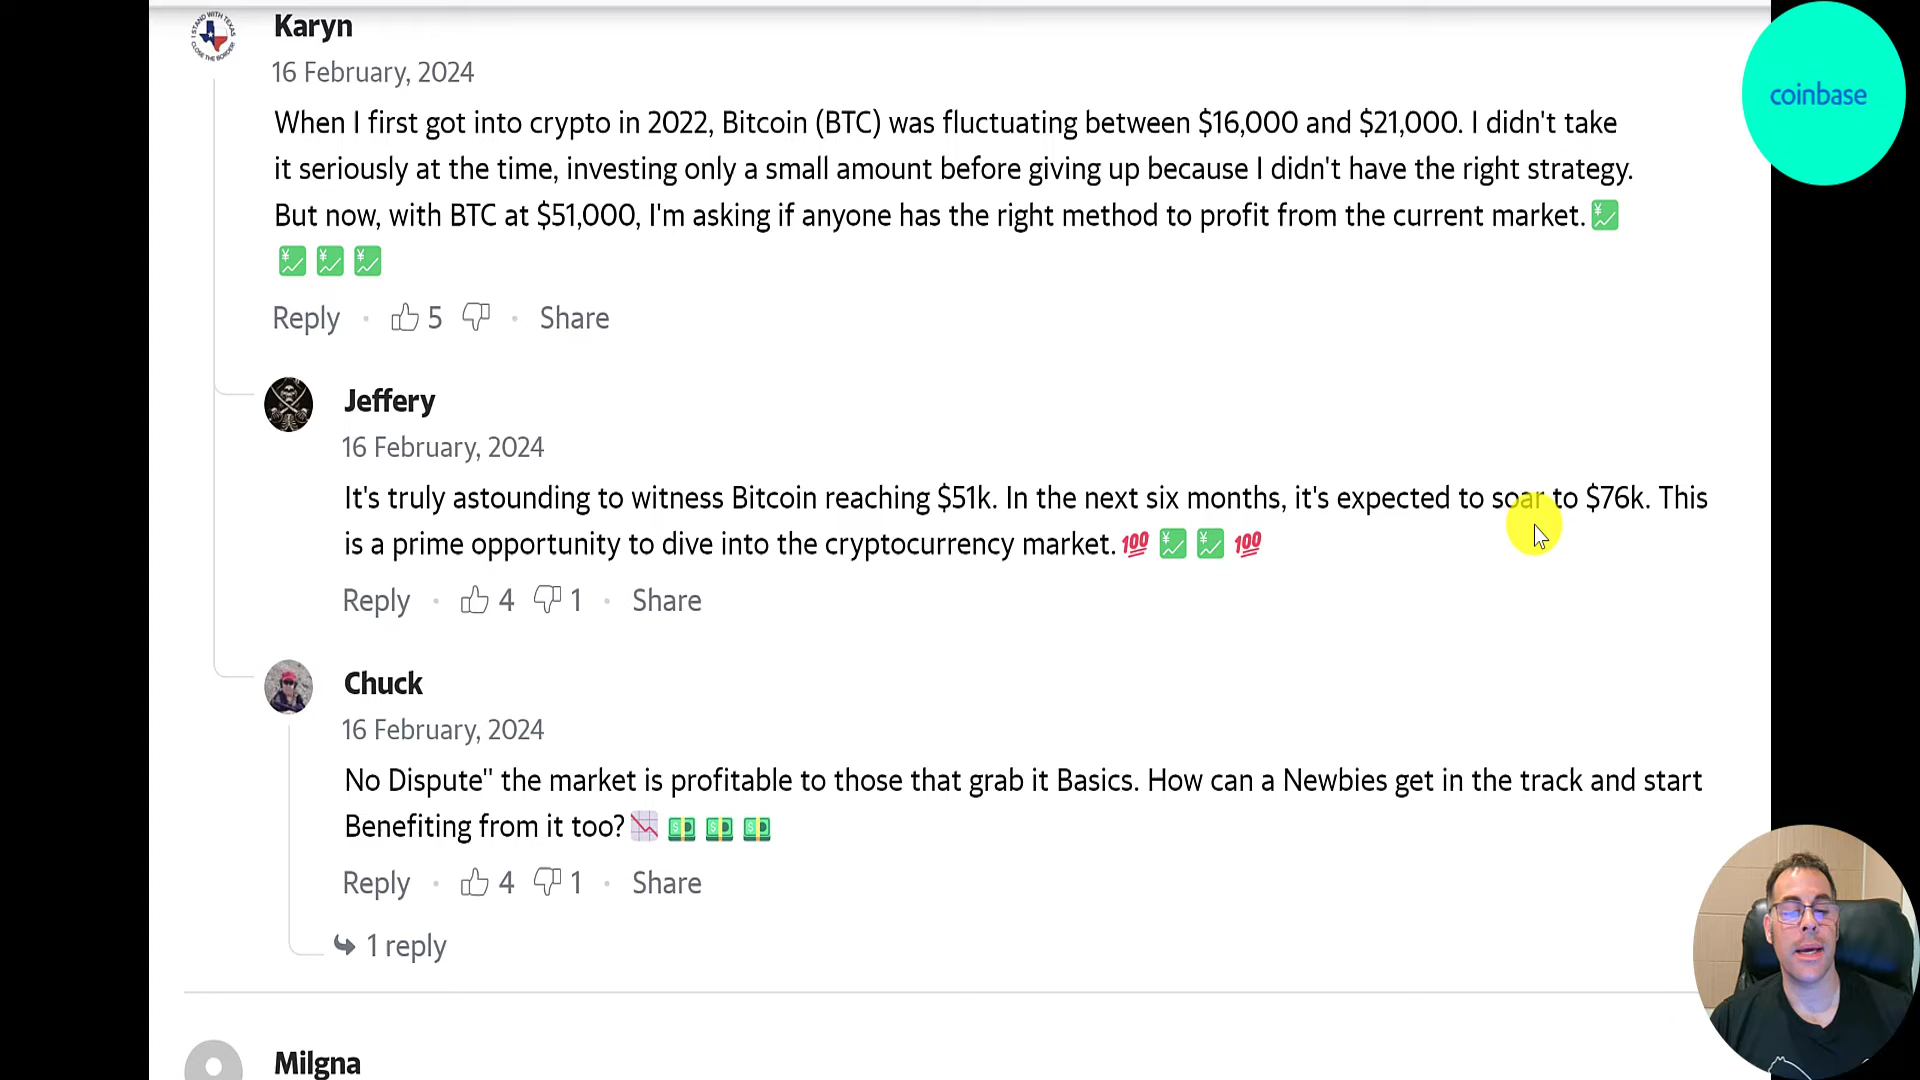 Karyn
16 February, 2024
When I first got into crypto in 2022, Bitcoin (BTC) was fluctuating between $16,000 and $21,000. I didn't take
it seriously at the time, investing only a small amount before giving up because I didn't have the right strategy.
But now, with BTC at $51,000, I'm asking if anyone has the right method to profit from the current market. 💹
💹 💹 💹
Reply · 5 · Share
Jeffery
16 February, 2024
It's truly astounding to witness Bitcoin reaching $51k. In the next six months, it's expected to soar to $76k. This
is a prime opportunity to dive into the cryptocurrency market. 💯 💹 💹 💯
Reply · 4 1 · Share
Chuck
16 February, 2024
No Dispute" the market is profitable to those that grab it Basics. How can a Newbies get in the track and start
Benefiting from it too? 📉 💵 💵 💵
Reply · 4 1 · Share
1 reply
Milgna
coinbase
I STAND WITH TEXAS
CLOSE THE BORDER!